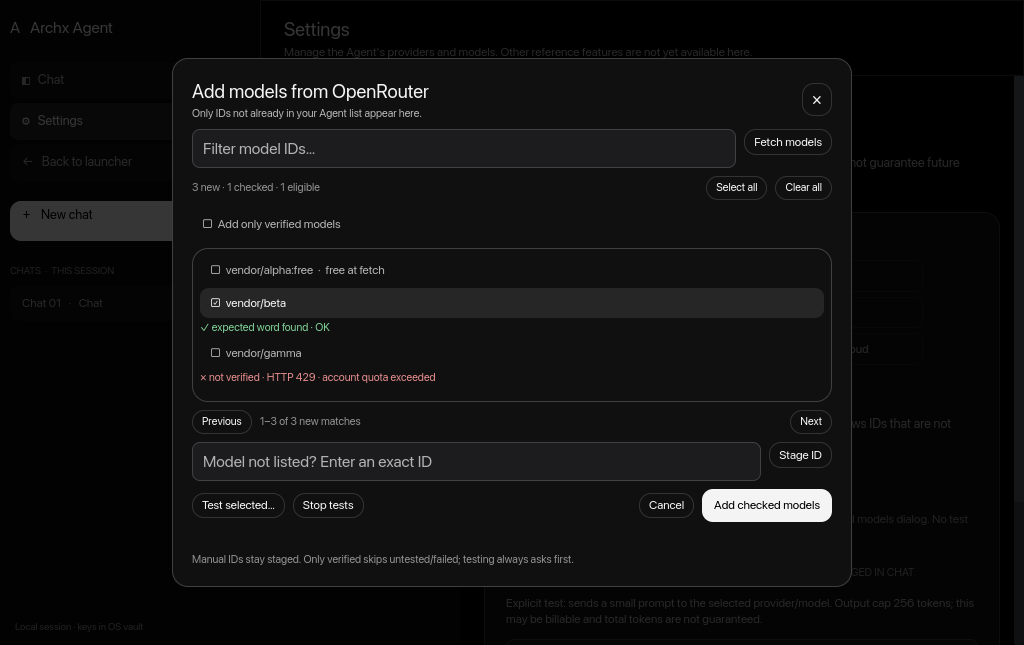 A Archx Agent
Settings
Manage the Agent's providers and models. Other reference features are not yet available here.
Chat
Settings
← Back to launcher
+ New chat
CHATS · THIS SESSION
Chat 01 · Chat
Local session · keys in OS vault
Add models from OpenRouter
×
Only IDs not already in your Agent list appear here.
Filter model IDs...
Fetch models
3 new · 1 checked · 1 eligible
Select all
Clear all
Add only verified models
vendor/alpha:free · free at fetch
vendor/beta
✓ expected word found · OK
vendor/gamma
× not verified · HTTP 429 · account quota exceeded
Previous
1–3 of 3 new matches
Next
Model not listed? Enter an exact ID
Stage ID
Test selected...
Stop tests
Cancel
Add checked models
Manual IDs stay staged. Only verified skips untested/failed; testing always asks first.
not guarantee future
oud
ws IDs that are not
d models dialog. No test
GED IN CHAT
Explicit test: sends a small prompt to the selected provider/model. Output cap 256 tokens; this
may be billable and total tokens are not guaranteed.